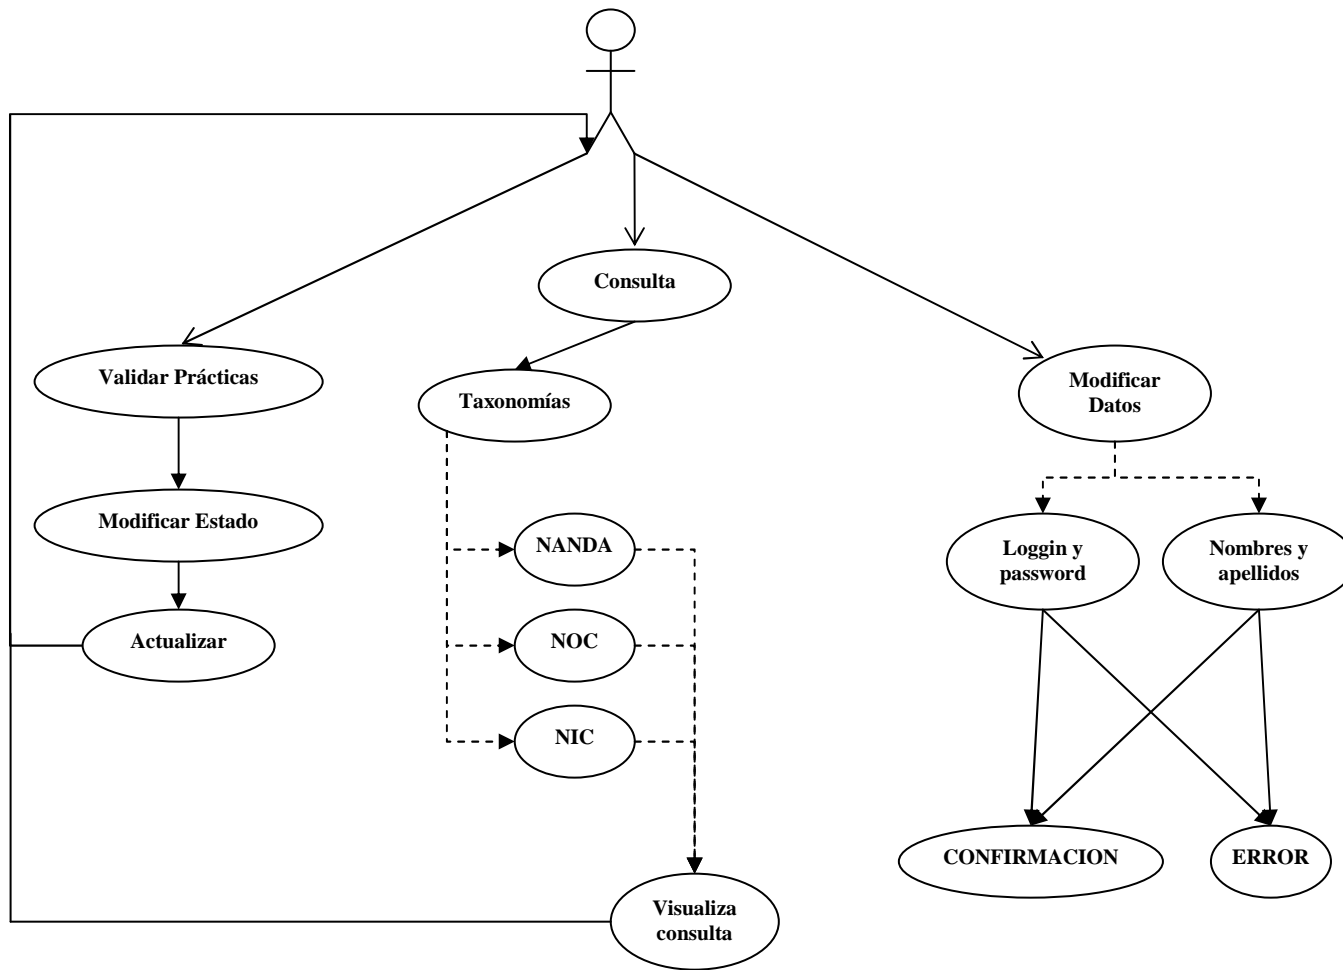 Consulta
Validar Prácticas
Taxonomías
Modificar
Datos
Modificar Estado
NANDA
Loggin y
password
Nombres y
apellidos
Actualizar
NOC
NIC
CONFIRMACION
ERROR
Visualiza
consulta